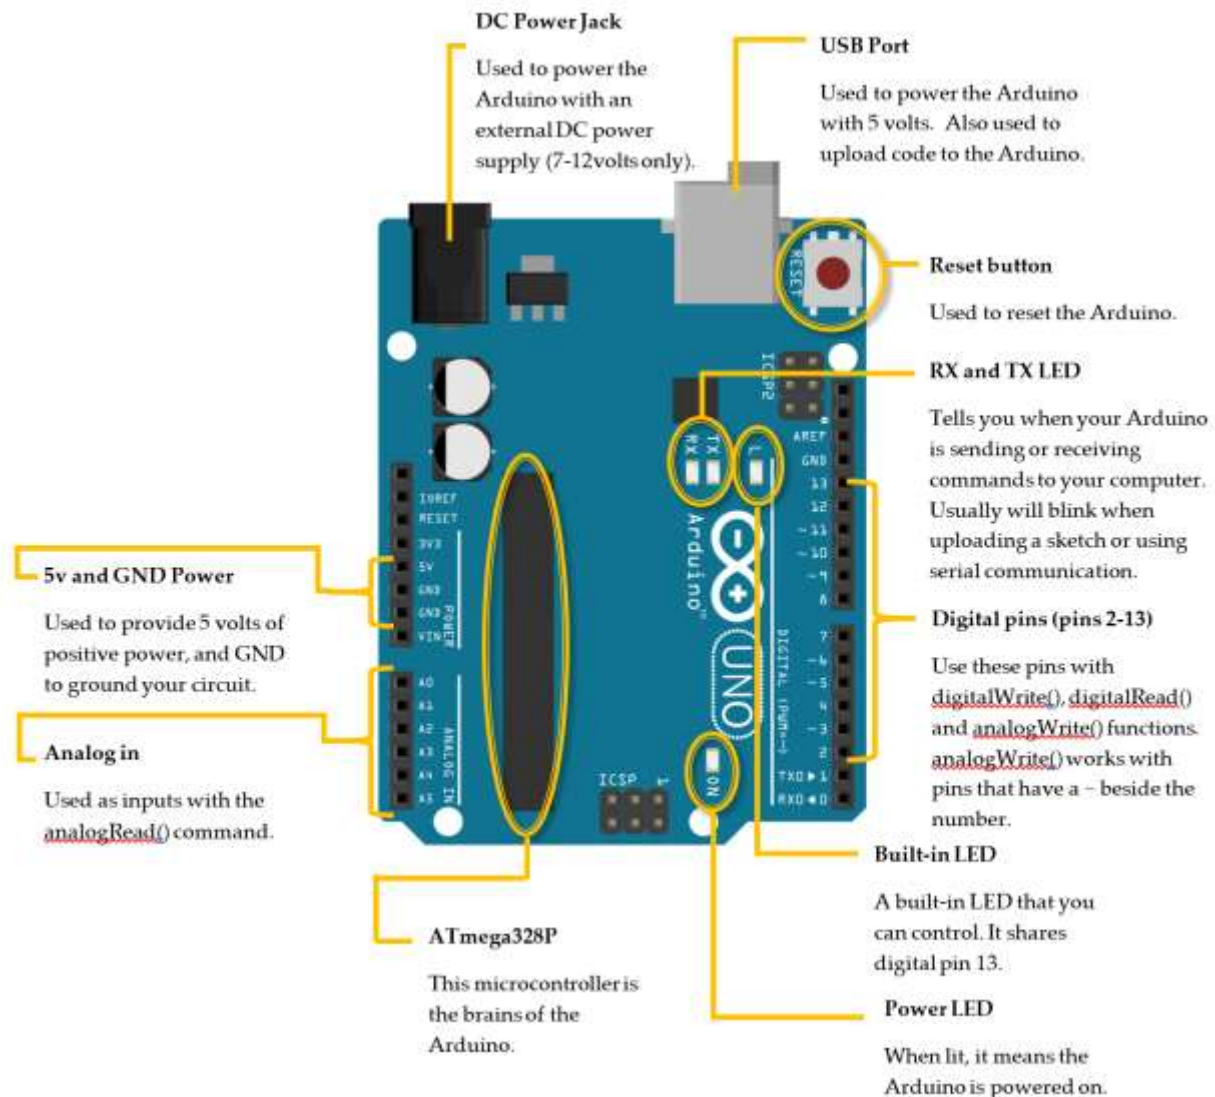 DC Power Jack
Used to power the
Arduino with an
external DC power
supply (7-12volts only).
USB Port
Used to power the Arduino
with 5 volts.  Also used to
upload code to the Arduino.
Reset button
Used to reset the Arduino.
RX and TX LED
Tells you when your Arduino
is sending or receiving
commands to your computer.
Usually will blink when
uploading a sketch or using
serial communication.
Digital pins (pins 2-13)
Use these pins with
digitalWrite(), digitalRead()
and analogWrite() functions.
analogWrite() works with
pins that have a ~ beside the
number.
Built-in LED
A built-in LED that you
can control. It shares
digital pin 13.
Power LED
When lit, it means the
Arduino is powered on.
ATmega328P
This microcontroller is
the brains of the
Arduino.
5v and GND Power
Used to provide 5 volts of
positive power, and GND
to ground your circuit.
Analog in
Used as inputs with the
analogRead() command.
RESET
ICSP2
AREF
GND
13
12
~11
~10
~9
8
7
~6
~5
4
~3
2
TX0▶1
RX0◀0
DIGITAL (PWM=~)
RX
TX
L
Arduino™
UNO
ON
ICSP
1
IOREF
RESET
3V3
5V
GND
GND
VIN
POWER
A0
A1
A2
A3
A4
A5
ANALOG IN